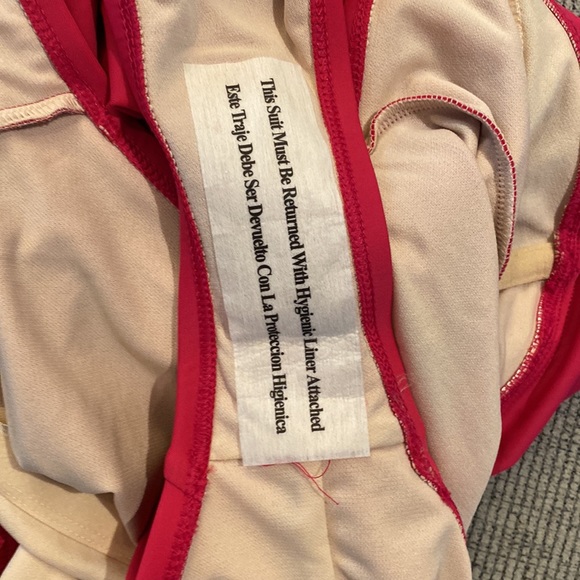 This Suit Must Be Returned With Hygienic Liner Attached
Este Traje Debe Ser Devuelto Con La Proteccion Higienica